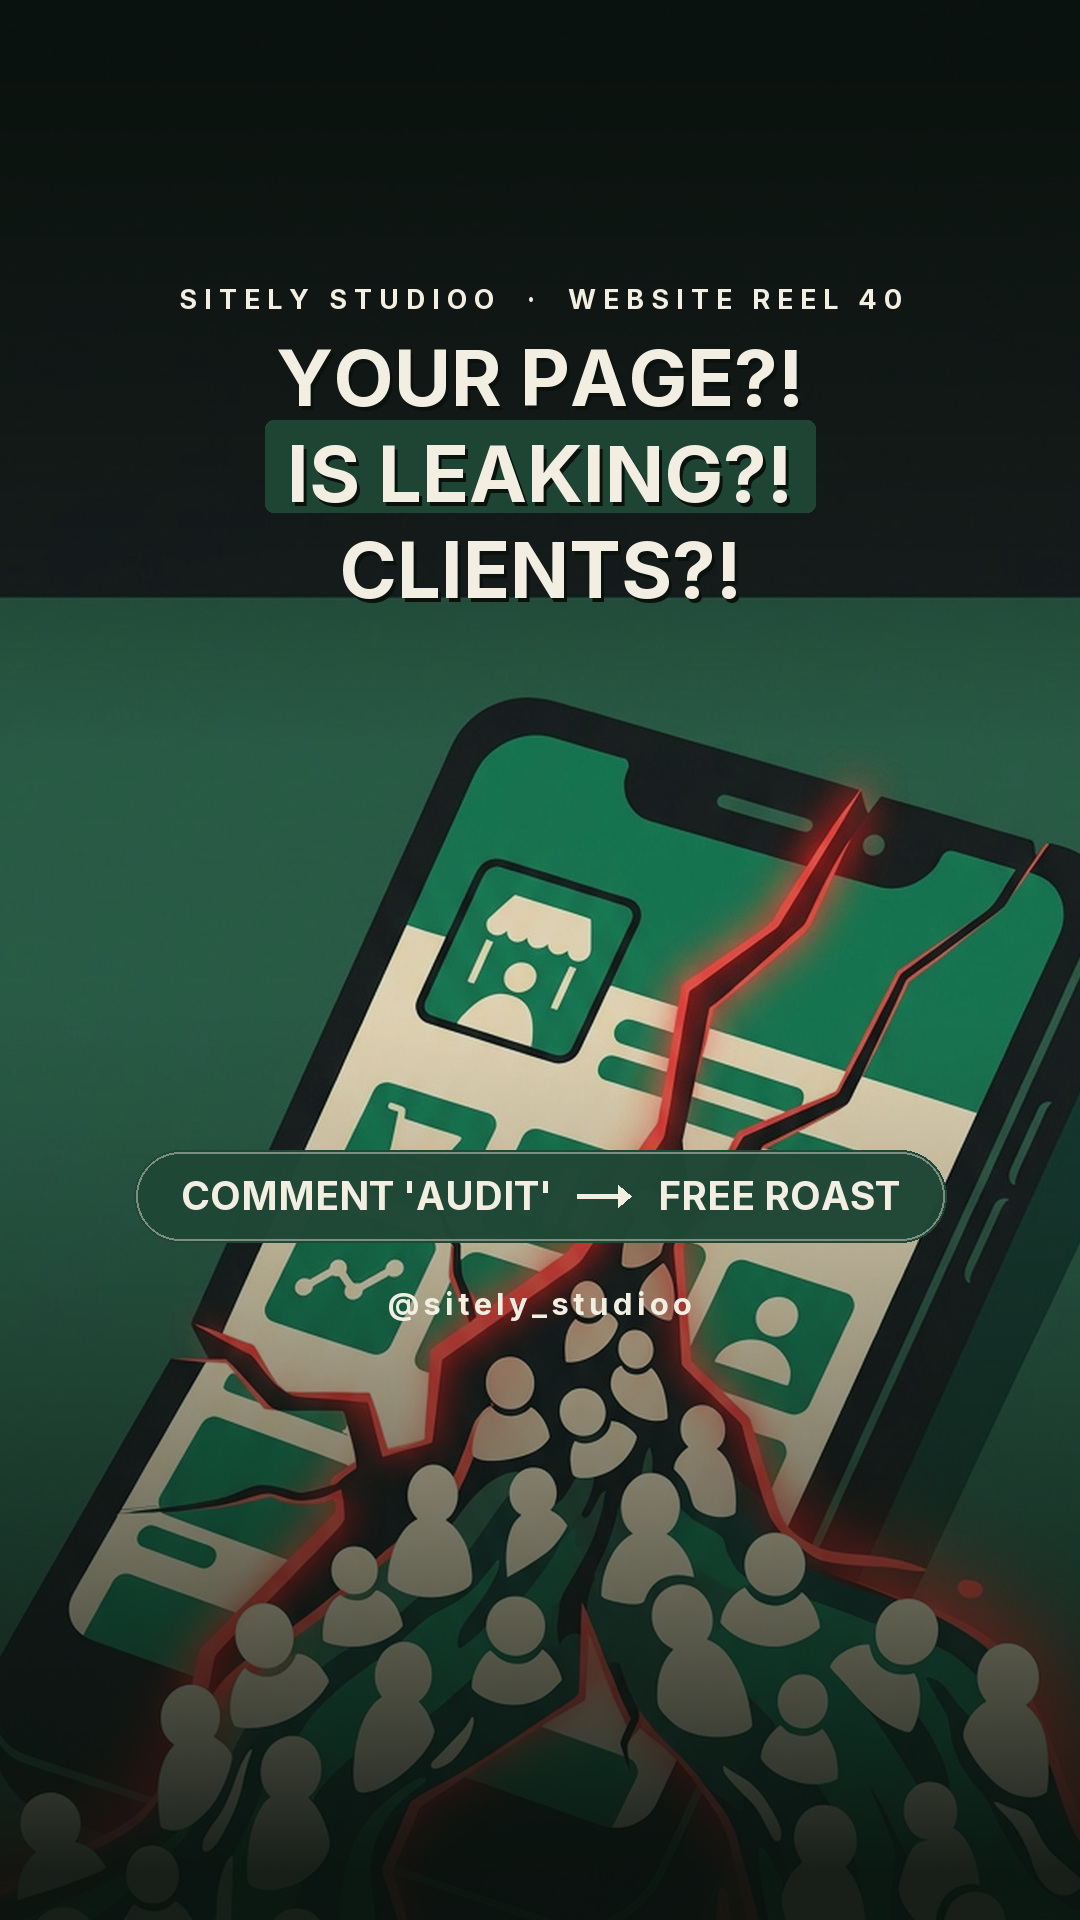 SITELY STUDIOO · WEBSITE REEL 40
YOUR PAGE?!
IS LEAKING?!
CLIENTS?!
COMMENT 'AUDIT' → FREE ROAST
@sitely_studioo